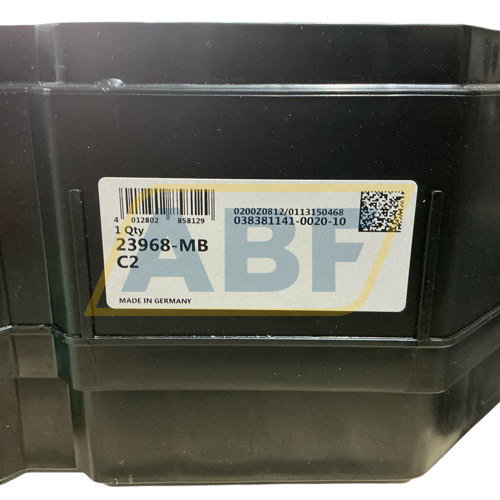 4 012802 858129
1 Qty
23968-MB
C2
MADE IN GERMANY
0200Z0812/0113150468
038381141-0020-10
ABF